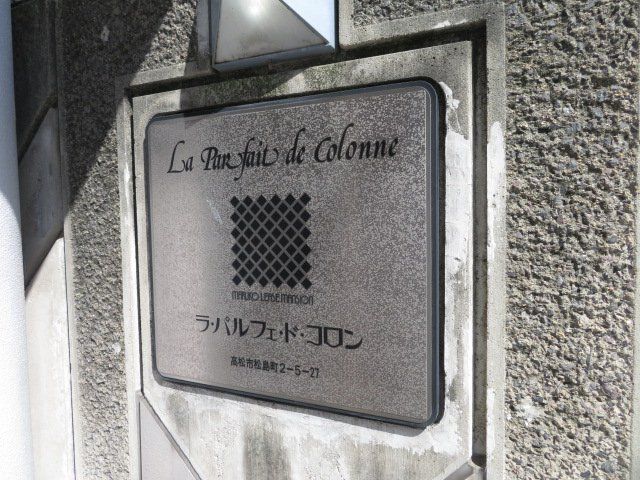 La Parfait de Colonne
MARUKO LEASE MANSION
ラ・パルフェ・ド・コロン
高松市松島町2-5-27